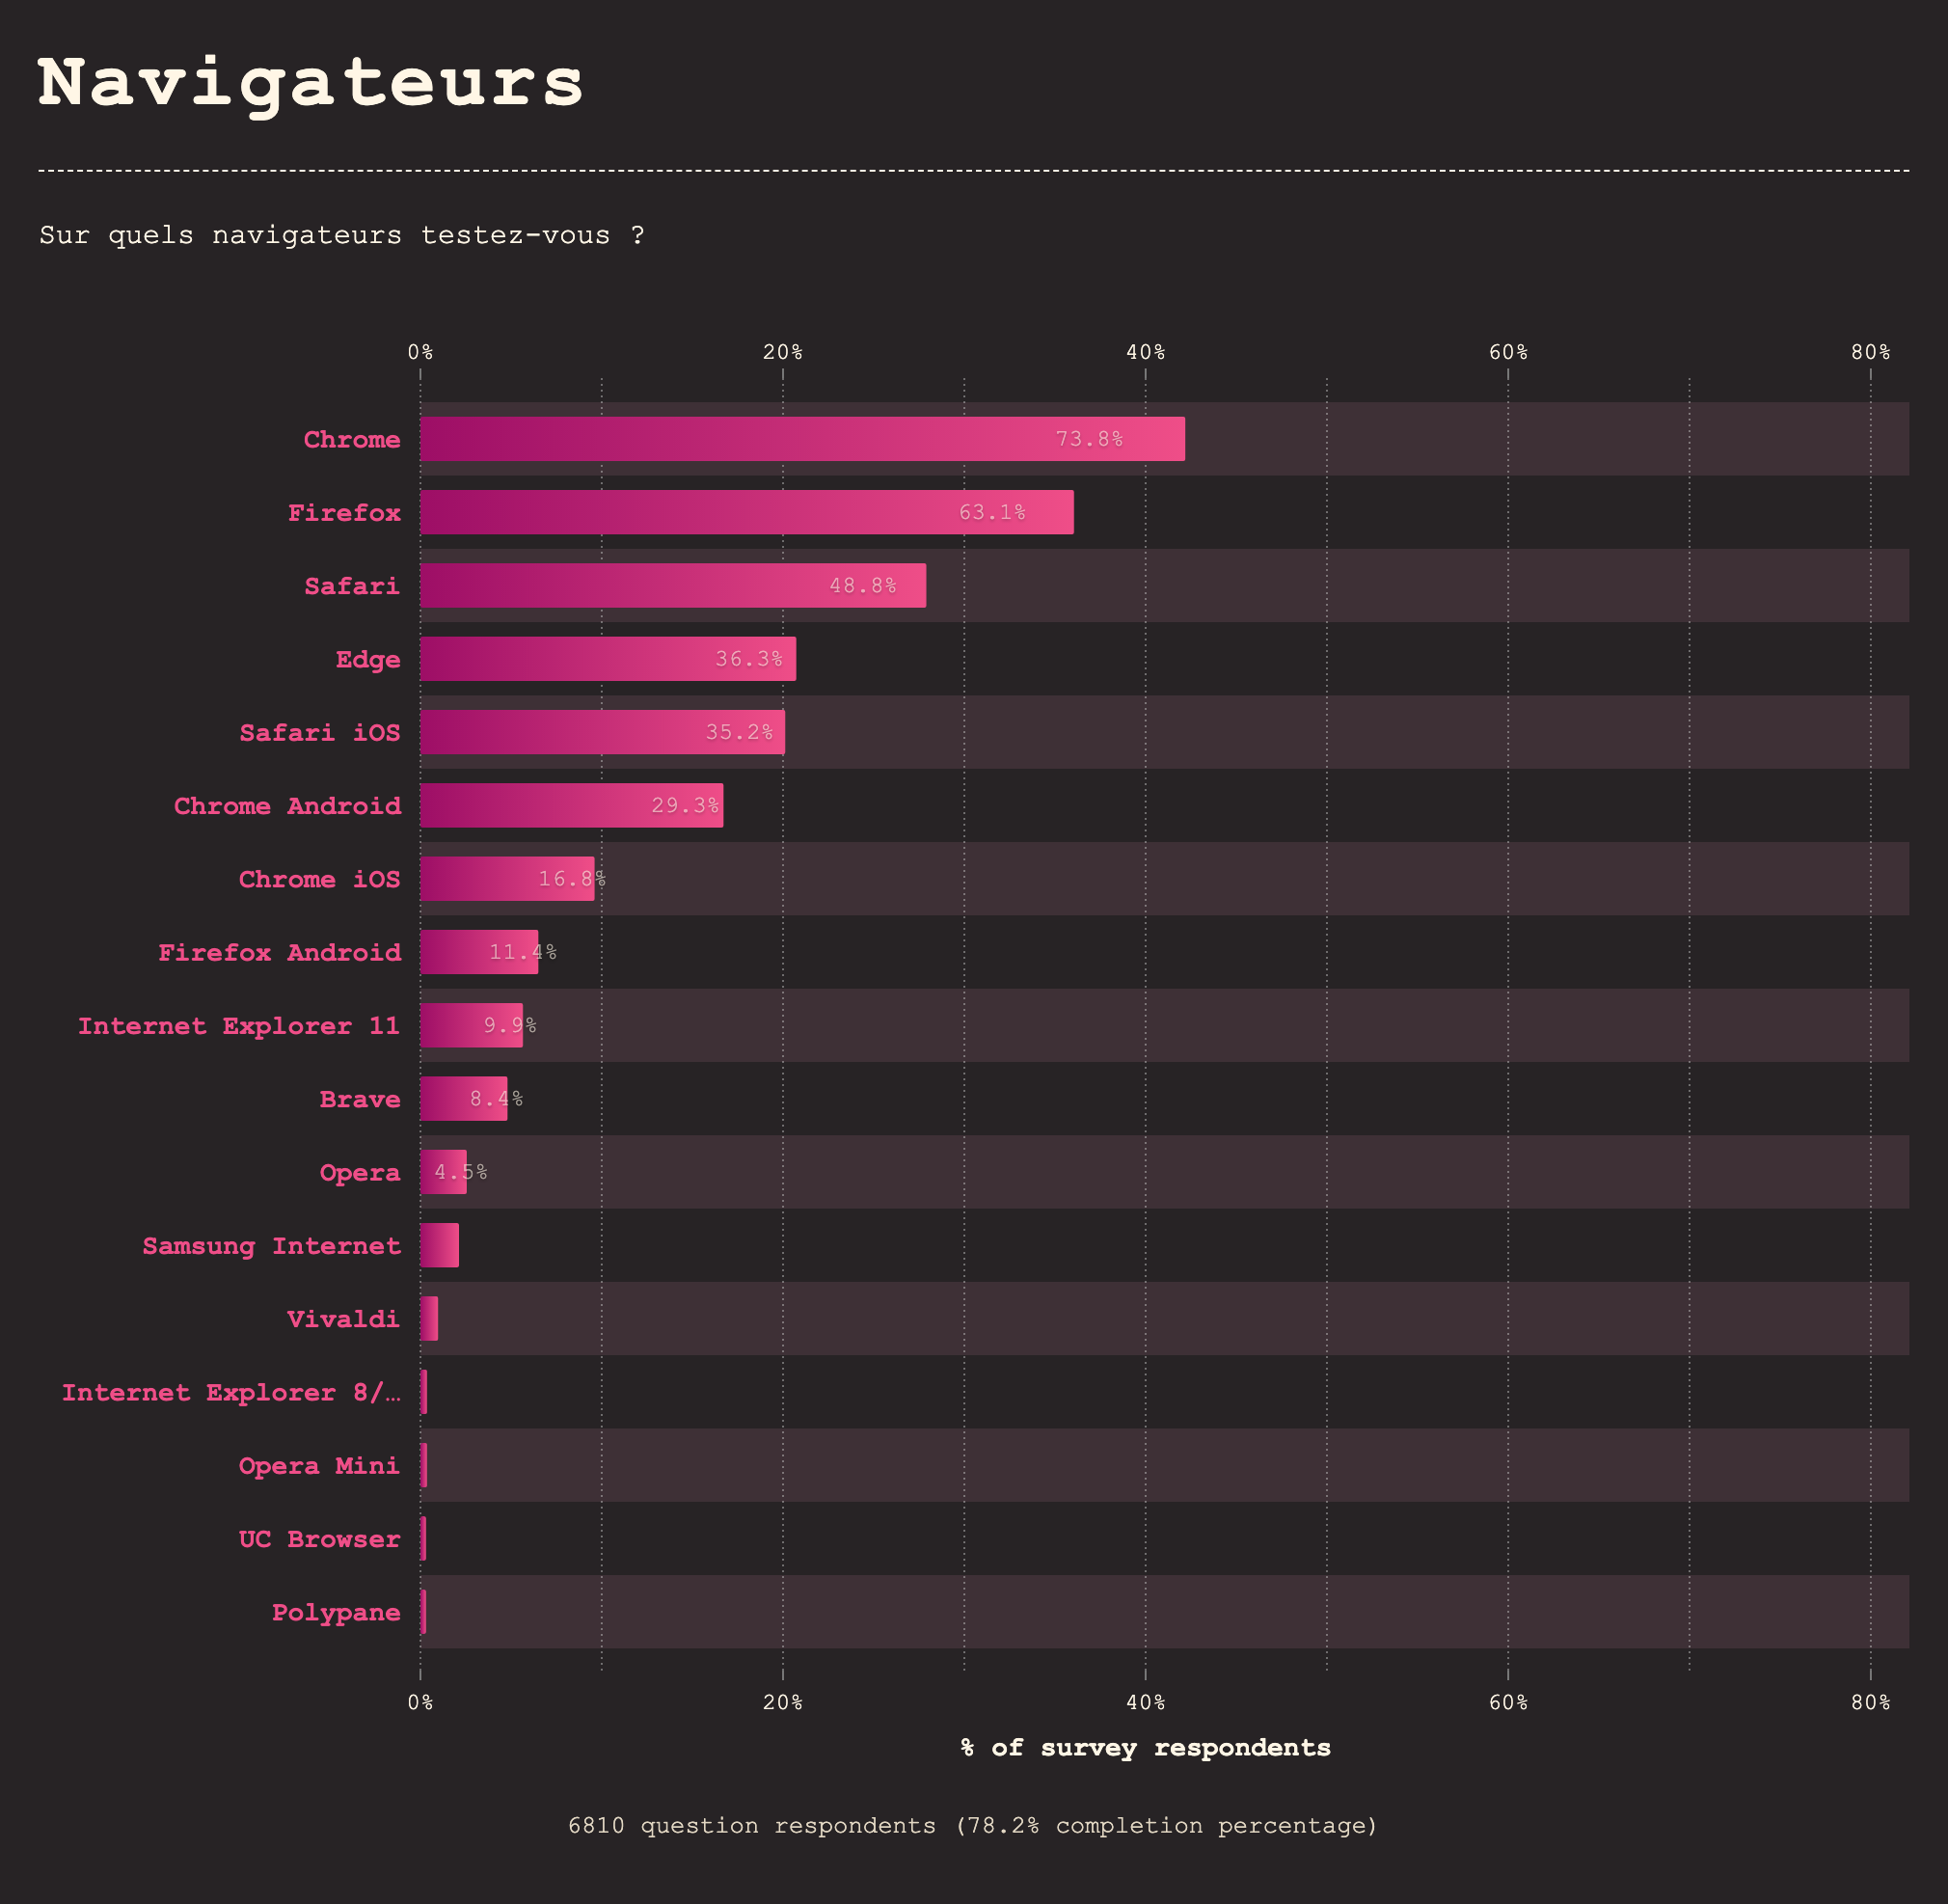 Navigateurs
Sur quels navigateurs testez-vous ?
0% 20% 40% 60% 80%
Chrome 73.8%
Firefox 63.1%
Safari 48.8%
Edge 36.3%
Safari iOS 35.2%
Chrome Android 29.3%
Chrome iOS 16.8%
Firefox Android 11.4%
Internet Explorer 11 9.9%
Brave 8.4%
Opera 4.5%
Samsung Internet
Vivaldi
Internet Explorer 8/…
Opera Mini
UC Browser
Polypane
0% 20% 40% 60% 80%
% of survey respondents
6810 question respondents (78.2% completion percentage)